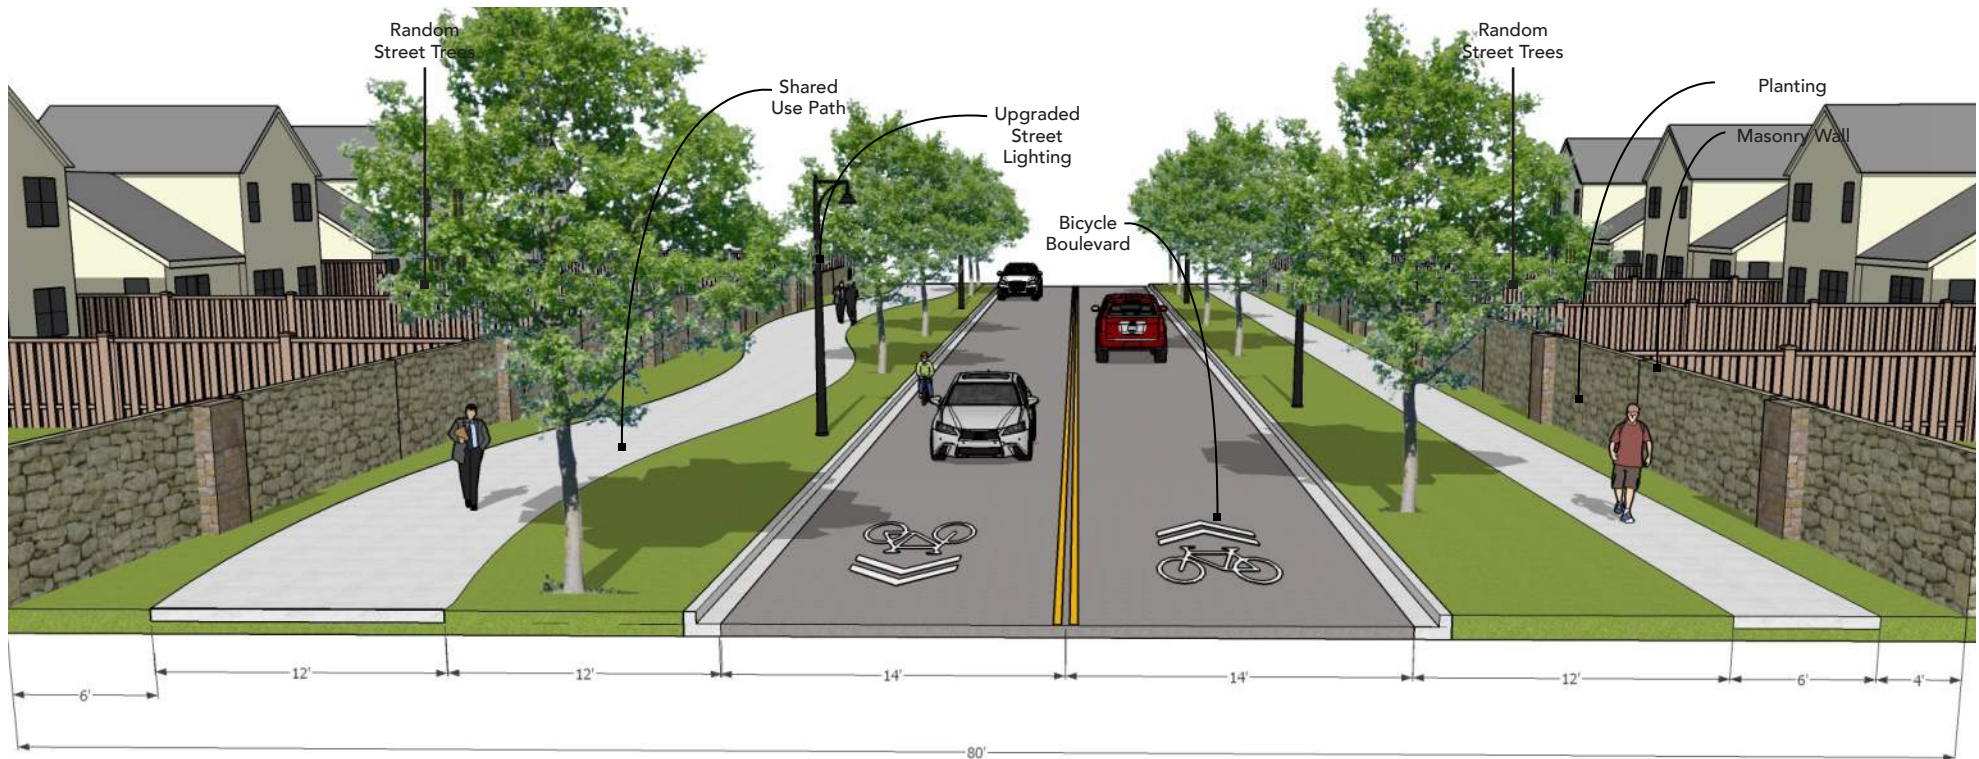 Random
Street Trees
Shared
Use Path
Upgraded
Street
Lighting
Bicycle
Boulevard
Random
Street Trees
Planting
Masonry Wall
6'
12'
12'
14'
14'
12'
6'
4'
80'